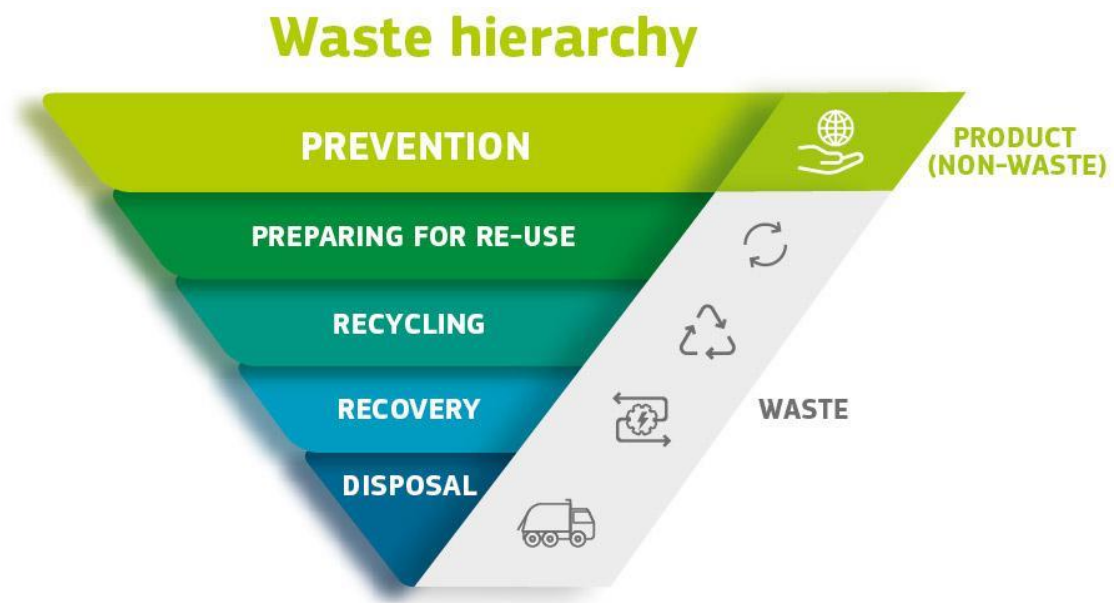 Waste hierarchy
PREVENTION
PRODUCT
(NON-WASTE)
PREPARING FOR RE-USE
RECYCLING
RECOVERY
WASTE
DISPOSAL